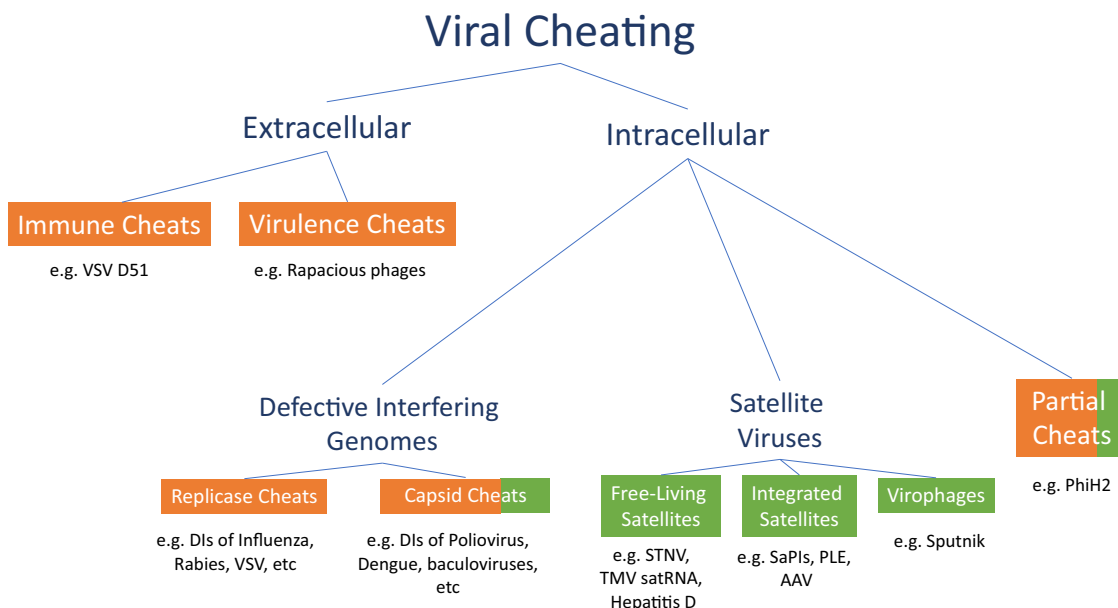 Viral Cheating
Extracellular
Intracellular
Immune Cheats
Virulence Cheats
e.g. VSV D51
e.g. Rapacious phages
Defective Interfering
Genomes
Satellite
Viruses
Partial
Cheats
e.g. PhiH2
Replicase Cheats
Capsid Cheats
Free-Living
Satellites
Integrated
Satellites
Virophages
e.g. DIs of Influenza,
Rabies, VSV, etc
e.g. DIs of Poliovirus,
Dengue, baculoviruses,
etc
e.g. STNV,
TMV satRNA,
Hepatitis D
e.g. SaPIs, PLE,
AAV
e.g. Sputnik